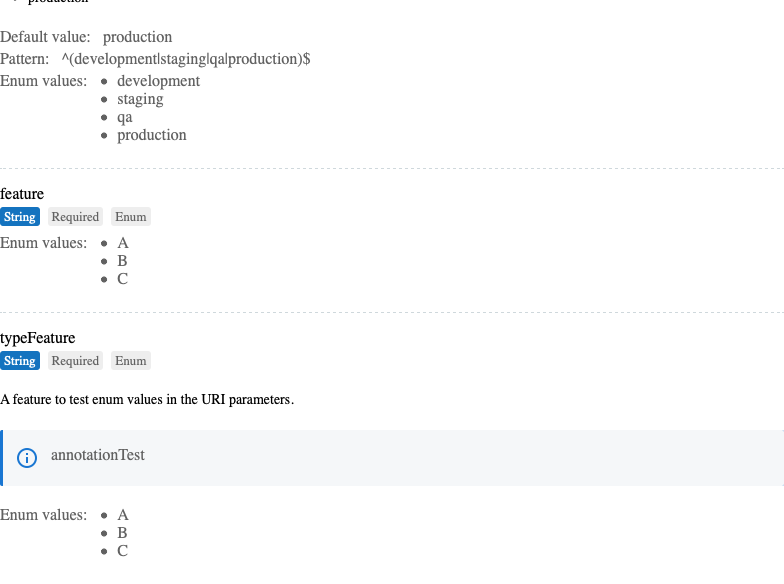 production
Default value: production
Pattern: ^(development|staging|qa|production)$
Enum values: • development
• staging
• qa
• production
feature
String Required Enum
Enum values: • A
• B
• C
typeFeature
String Required Enum
A feature to test enum values in the URI parameters.
annotationTest
Enum values: • A
• B
• C